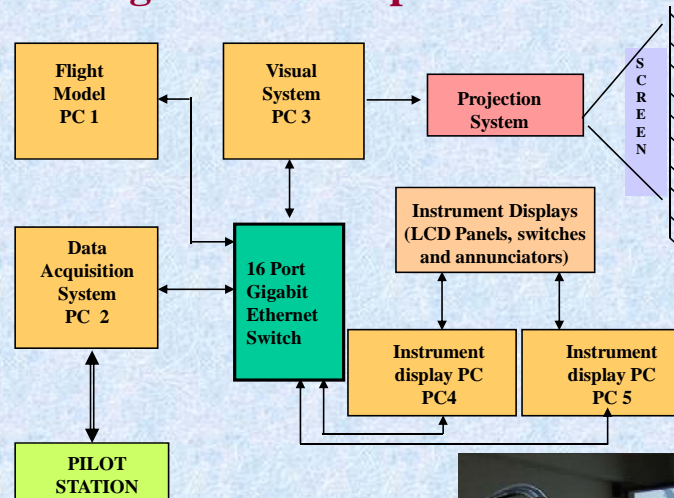 Flight
Model
PC 1
Visual
System
PC 3
Projection
System
S
C
R
E
E
N
Instrument Displays
(LCD Panels, switches
and annunciators)
Data
Acquisition
System
PC 2
16 Port
Gigabit
Ethernet
Switch
Instrument
display PC
PC4
Instrument
display PC
PC 5
PILOT
STATION